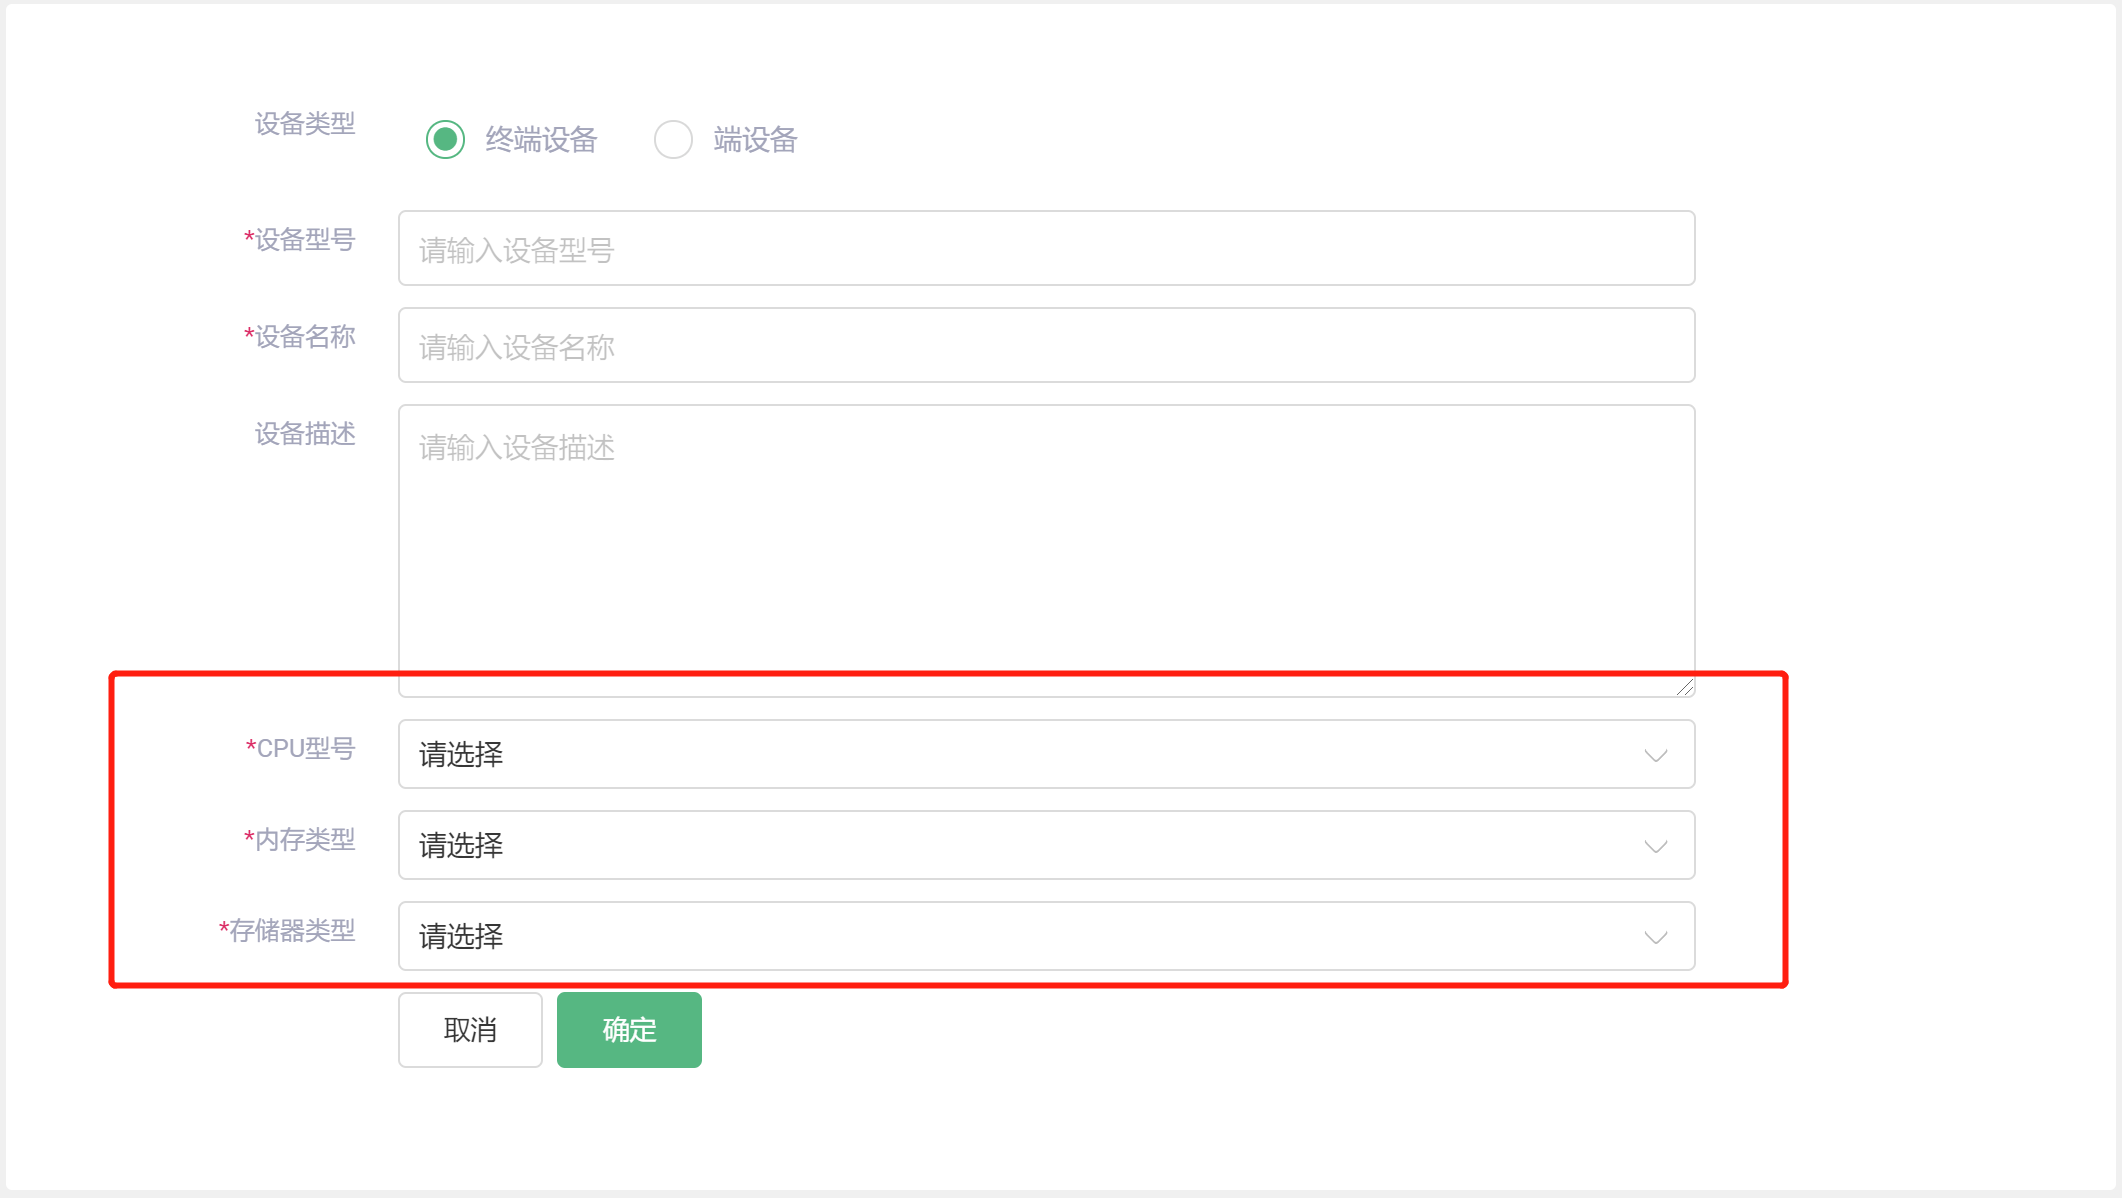 设备类型 终端设备 端设备
*设备型号 请输入设备型号
*设备名称 请输入设备名称
设备描述 请输入设备描述
*CPU型号 请选择
*内存类型 请选择
*存储器类型 请选择
取消 确定